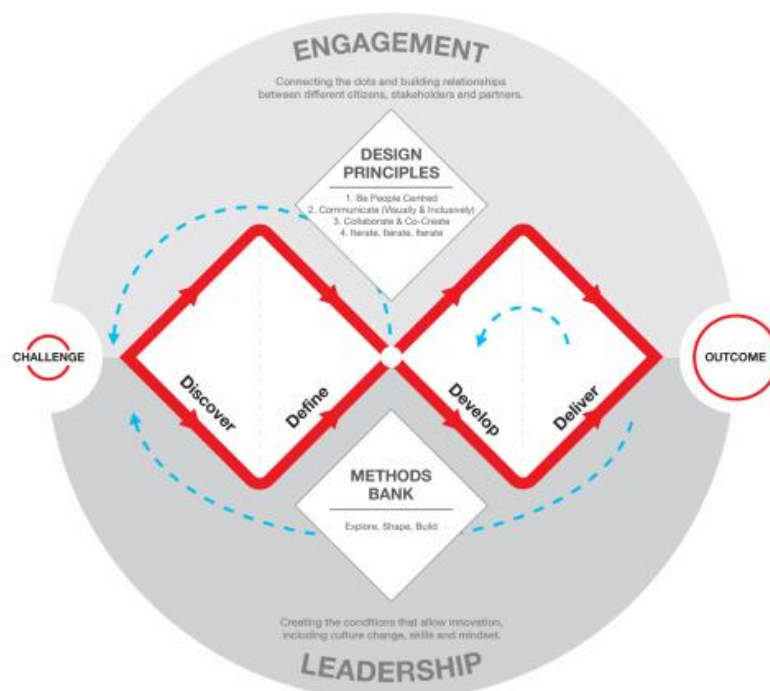 ENGAGEMENT
Connecting the dots and building relationships
between different citizens, stakeholders and partners.
DESIGN
PRINCIPLES
1. Be People Centred
2. Communicate (Visually & Inclusively)
3. Collaborate & Co-Create
4. Iterate, Iterate, Iterate
CHALLENGE
OUTCOME
Discover
Define
Develop
Deliver
METHODS
BANK
Explore, Shape, Build
Creating the conditions that allow innovation,
including culture change, skills and mindset.
LEADERSHIP